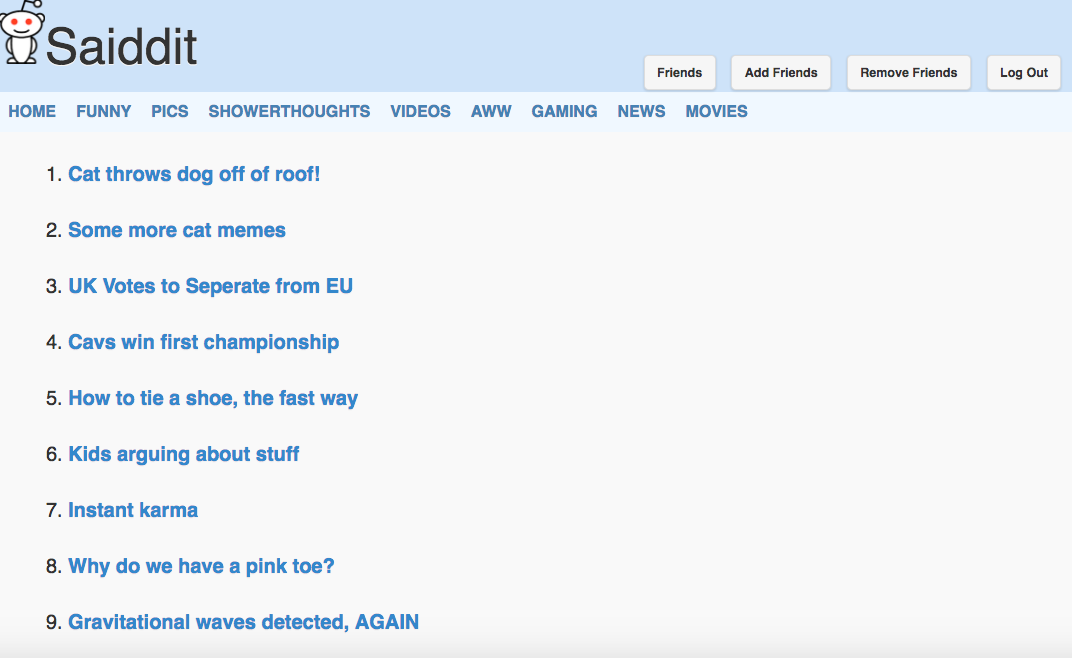 Saiddit
Friends Add Friends Remove Friends Log Out
HOME FUNNY PICS SHOWERTHOUGHTS VIDEOS AWW GAMING NEWS MOVIES
1. Cat throws dog off of roof!
2. Some more cat memes
3. UK Votes to Seperate from EU
4. Cavs win first championship
5. How to tie a shoe, the fast way
6. Kids arguing about stuff
7. Instant karma
8. Why do we have a pink toe?
9. Gravitational waves detected, AGAIN